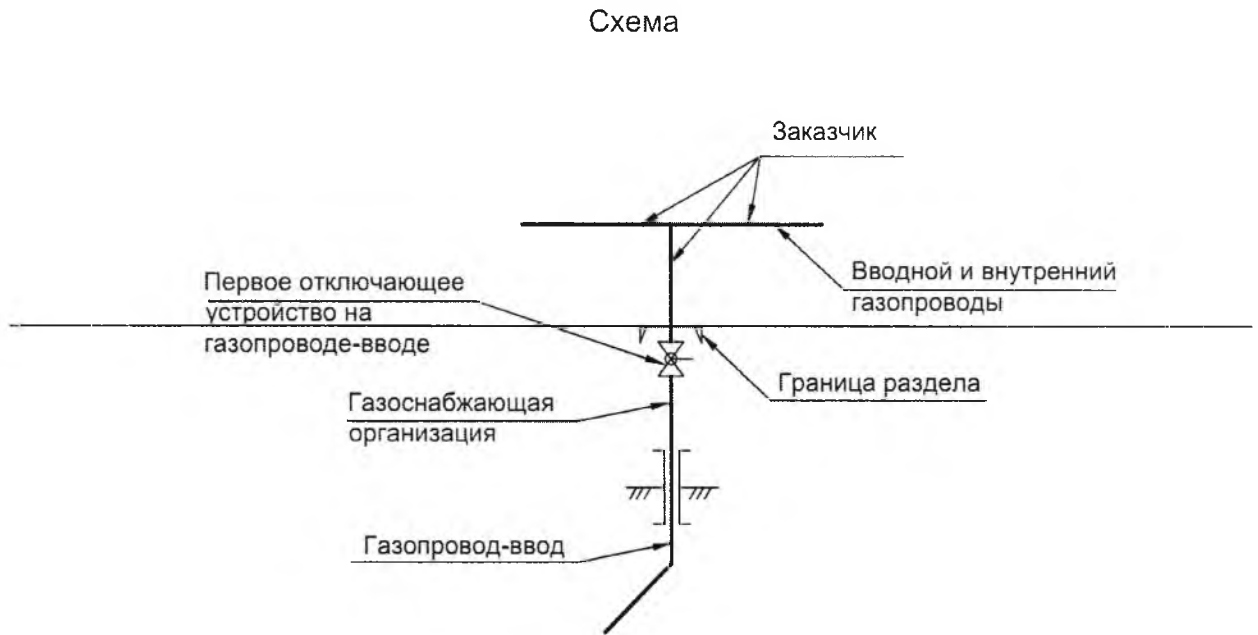 Схема
Заказчик
Вводной и внутренний
газопроводы
Первое отключающее
устройство на
газопроводе-вводе
Граница раздела
Газоснабжающая
организация
Газопровод-ввод